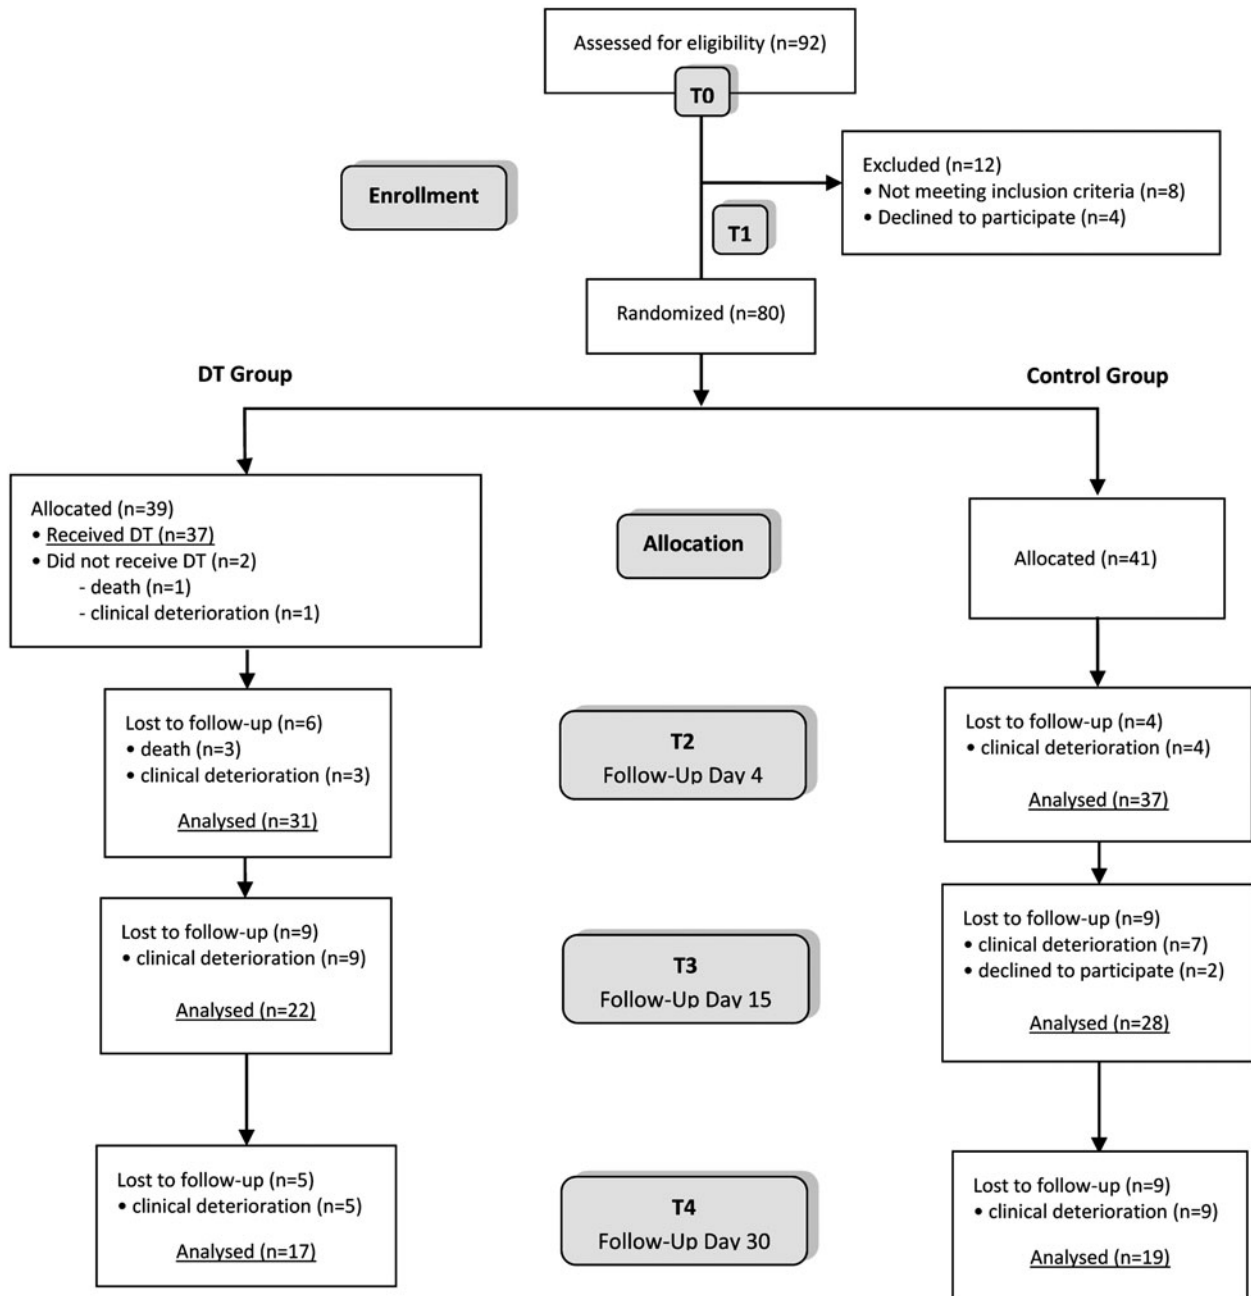 Assessed for eligibility (n=92)
T0
Excluded (n=12)
• Not meeting inclusion criteria (n=8)
• Declined to participate (n=4)
Enrollment
T1
Randomized (n=80)
DT Group
Control Group
Allocated (n=39)
• Received DT (n=37)
• Did not receive DT (n=2)
- death (n=1)
- clinical deterioration (n=1)
Allocation
Allocated (n=41)
Lost to follow-up (n=6)
• death (n=3)
• clinical deterioration (n=3)
Analysed (n=31)
T2
Follow-Up Day 4
Lost to follow-up (n=4)
• clinical deterioration (n=4)
Analysed (n=37)
Lost to follow-up (n=9)
• clinical deterioration (n=9)
Analysed (n=22)
T3
Follow-Up Day 15
Lost to follow-up (n=9)
• clinical deterioration (n=7)
• declined to participate (n=2)
Analysed (n=28)
Lost to follow-up (n=5)
• clinical deterioration (n=5)
Analysed (n=17)
T4
Follow-Up Day 30
Lost to follow-up (n=9)
• clinical deterioration (n=9)
Analysed (n=19)